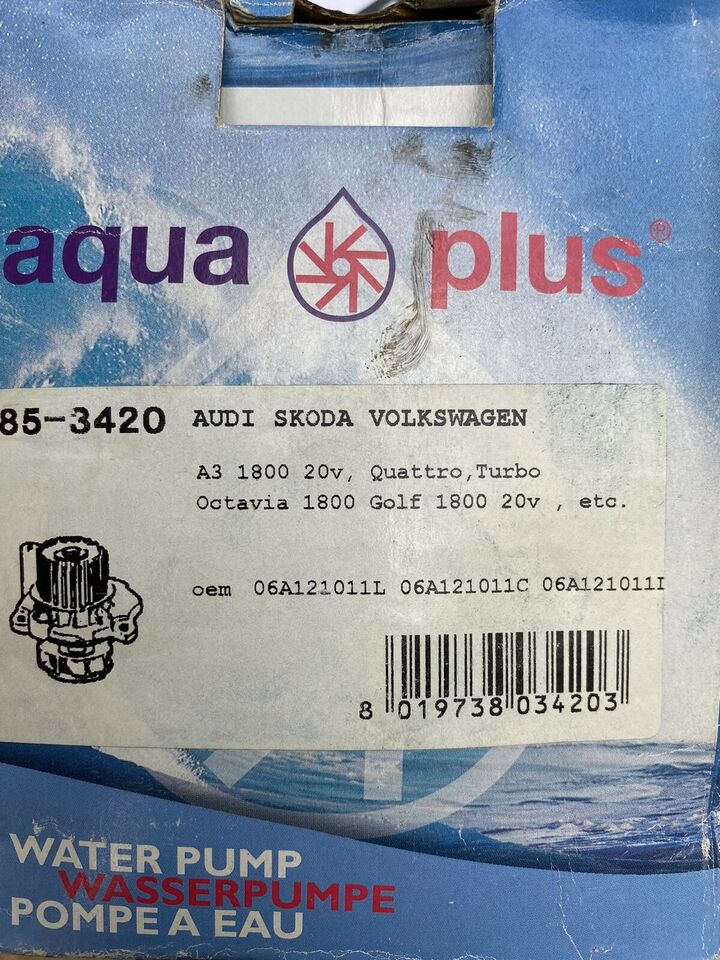 aqua plus®
85-3420 AUDI SKODA VOLKSWAGEN
A3 1800 20v, Quattro,Turbo
Octavia 1800 Golf 1800 20v , etc.
oem 06A121011L 06A121011C 06A121011
8 019738 034203
WATER PUMP
WASSERPUMPE
POMPE A EAU